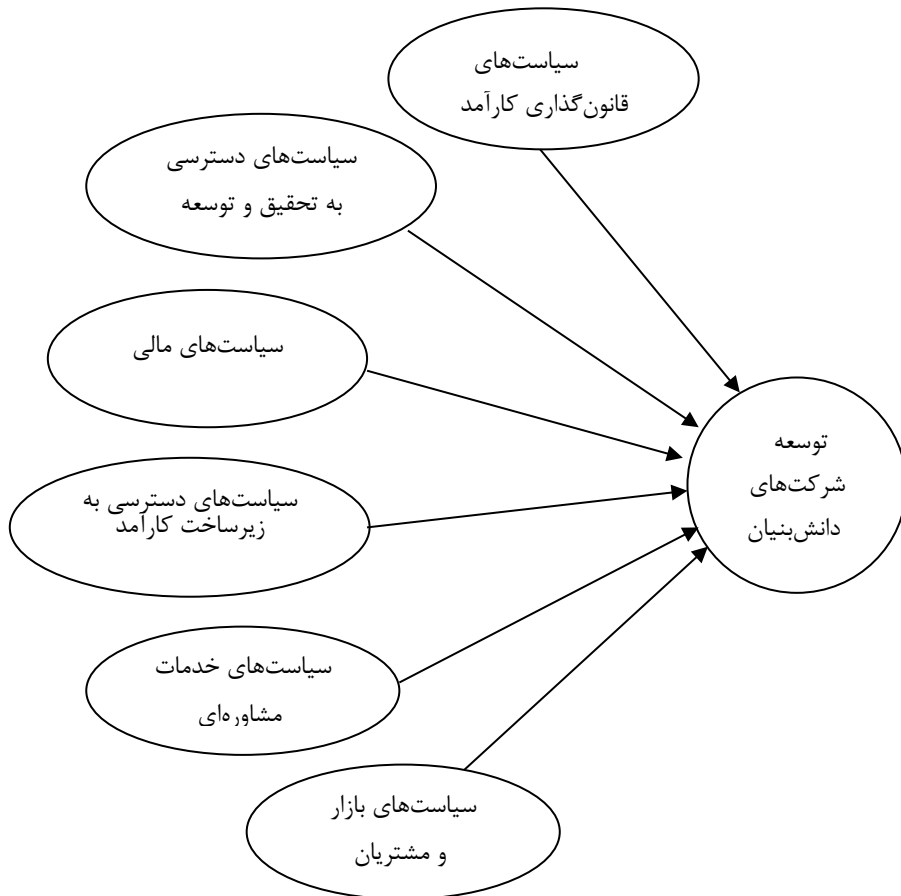 سیاست‌های
قانون‌گذاری کارآمد
سیاست‌های دسترسی
به تحقیق و توسعه
سیاست‌های مالی
سیاست‌های دسترسی به
زیرساخت کارآمد
سیاست‌های خدمات
مشاوره‌ای
سیاست‌های بازار
و مشتریان
توسعه
شرکت‌های
دانش‌بنیان